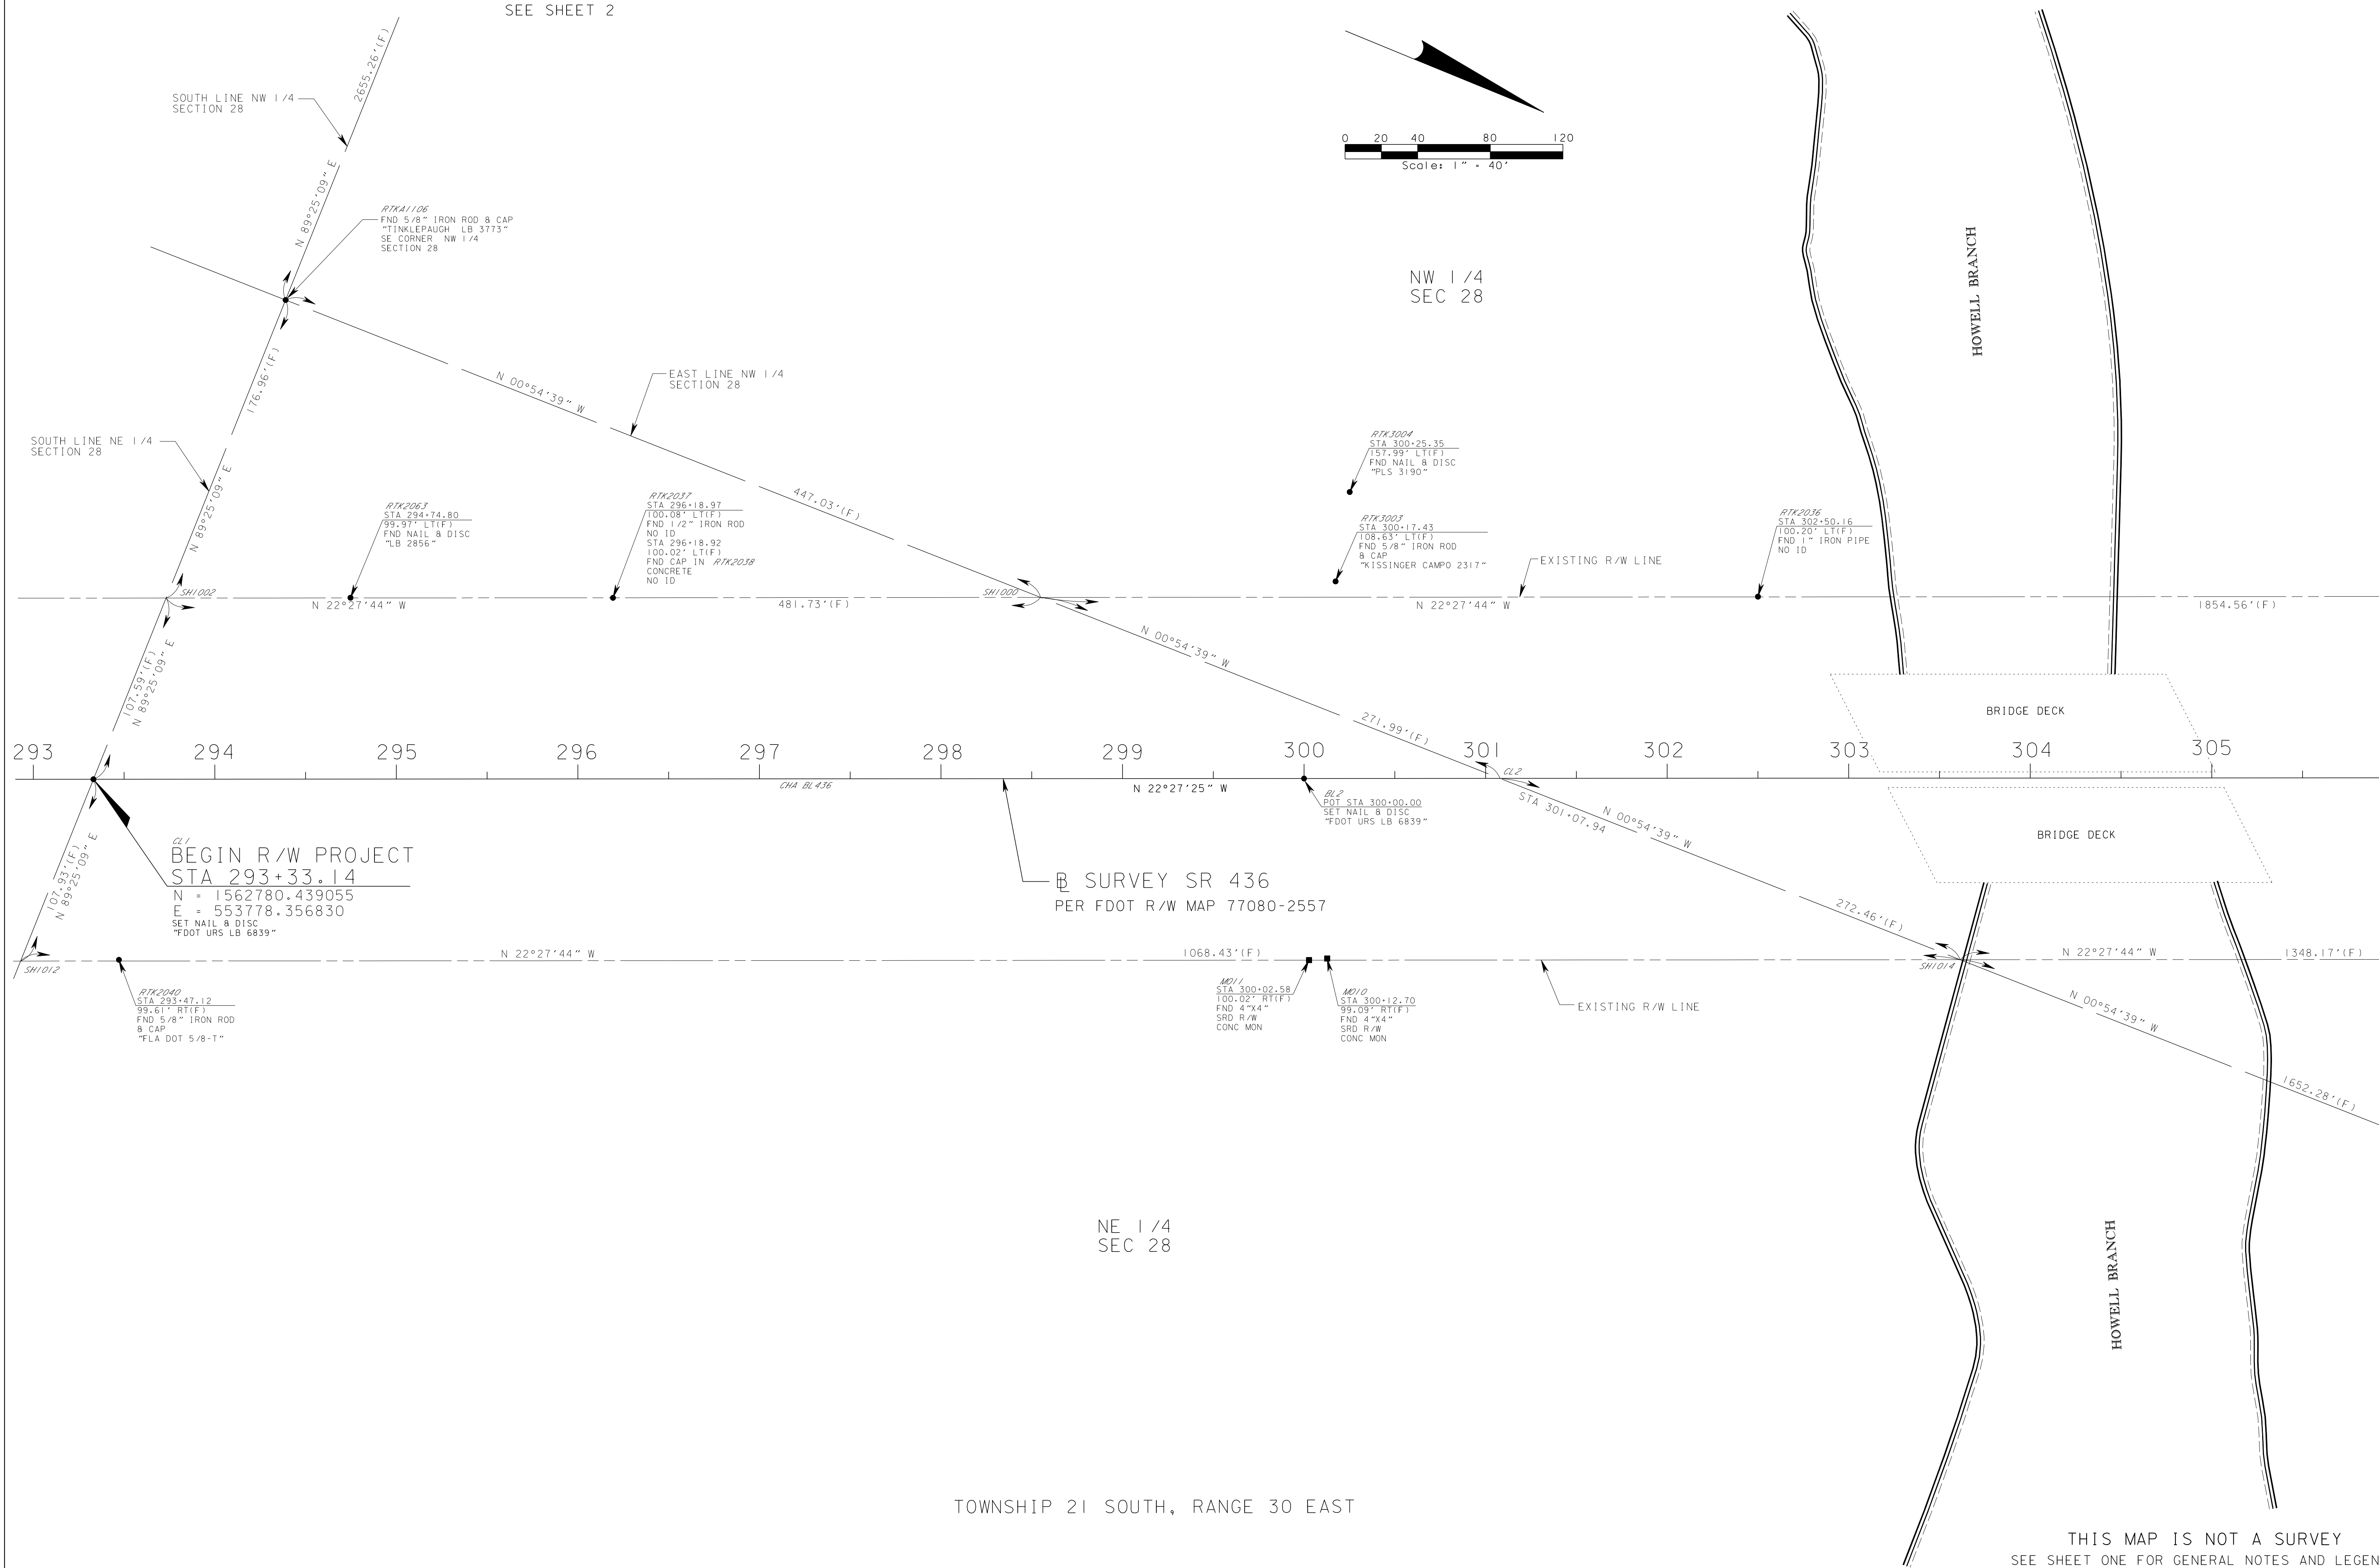 SEE SHEET 2
2655.26'(F)
SOUTH LINE NW 1/4
SECTION 28
N 89°25'09" E
RTKA1106
FND 5/8" IRON ROD & CAP
"TINKLEPAUGH LB 3773"
SE CORNER NW 1/4
SECTION 28
0 20 40 80 120
Scale: 1" = 40'
NW 1/4
SEC 28
HOWELL BRANCH
176.96'(F)
N 00°54'39" W
EAST LINE NW 1/4
SECTION 28
SOUTH LINE NE 1/4
SECTION 28
N 89°25'09" E
RTK2063
STA 294+74.80
99.97' LT(F)
FND NAIL & DISC
"LB 2856"
RTK2037
STA 296+18.97
100.08' LT(F)
FND 1/2" IRON ROD
NO ID
STA 296+18.92
100.02' LT(F)
FND CAP IN RTK2038
CONCRETE
NO ID
447.03'(F)
RTK3004
STA 300+25.35
157.99' LT(F)
FND NAIL & DISC
"PLS 3190"
RTK3003
STA 300+17.43
108.63' LT(F)
FND 5/8" IRON ROD
& CAP
"KISSINGER CAMPO 2317"
EXISTING R/W LINE
RTK2036
STA 302+50.16
100.20' LT(F)
FND 1" IRON PIPE
NO ID
SH1002
N 22°27'44" W
481.73'(F)
SH1000
N 22°27'44" W
1854.56'(F)
107.59'(F)
N 89°25'09" E
N 00°54'39" W
271.99'(F)
BRIDGE DECK
293 294 295 296 297 298 299 300 301 302 303 304 305
CHA BL436
N 22°27'25" W
CL2
STA 301+07.94
N 00°54'39" W
BL2
POT STA 300+00.00
SET NAIL & DISC
"FDOT URS LB 6839"
BRIDGE DECK
107.93'(F)
N 89°25'09" E
CL1
BEGIN R/W PROJECT
STA 293+33.14
N = 1562780.439055
E = 553778.356830
SET NAIL & DISC
"FDOT URS LB 6839"
BL SURVEY SR 436
PER FDOT R/W MAP 77080-2557
272.46'(F)
SH1012
N 22°27'44" W
1068.43'(F)
SH1014
N 22°27'44" W
1348.17'(F)
RTK2040
STA 293+47.12
99.61' RT(F)
FND 5/8" IRON ROD
& CAP
"FLA DOT 5/8-T"
MO11
STA 300+02.58
100.02' RT(F)
FND 4"X4"
SRD R/W
CONC MON
MO10
STA 300+12.70
99.09' RT(F)
FND 4"X4"
SRD R/W
CONC MON
EXISTING R/W LINE
N 00°54'39" W
1652.28'(F)
NE 1/4
SEC 28
HOWELL BRANCH
TOWNSHIP 21 SOUTH, RANGE 30 EAST
THIS MAP IS NOT A SURVEY
SEE SHEET ONE FOR GENERAL NOTES AND LEGEN